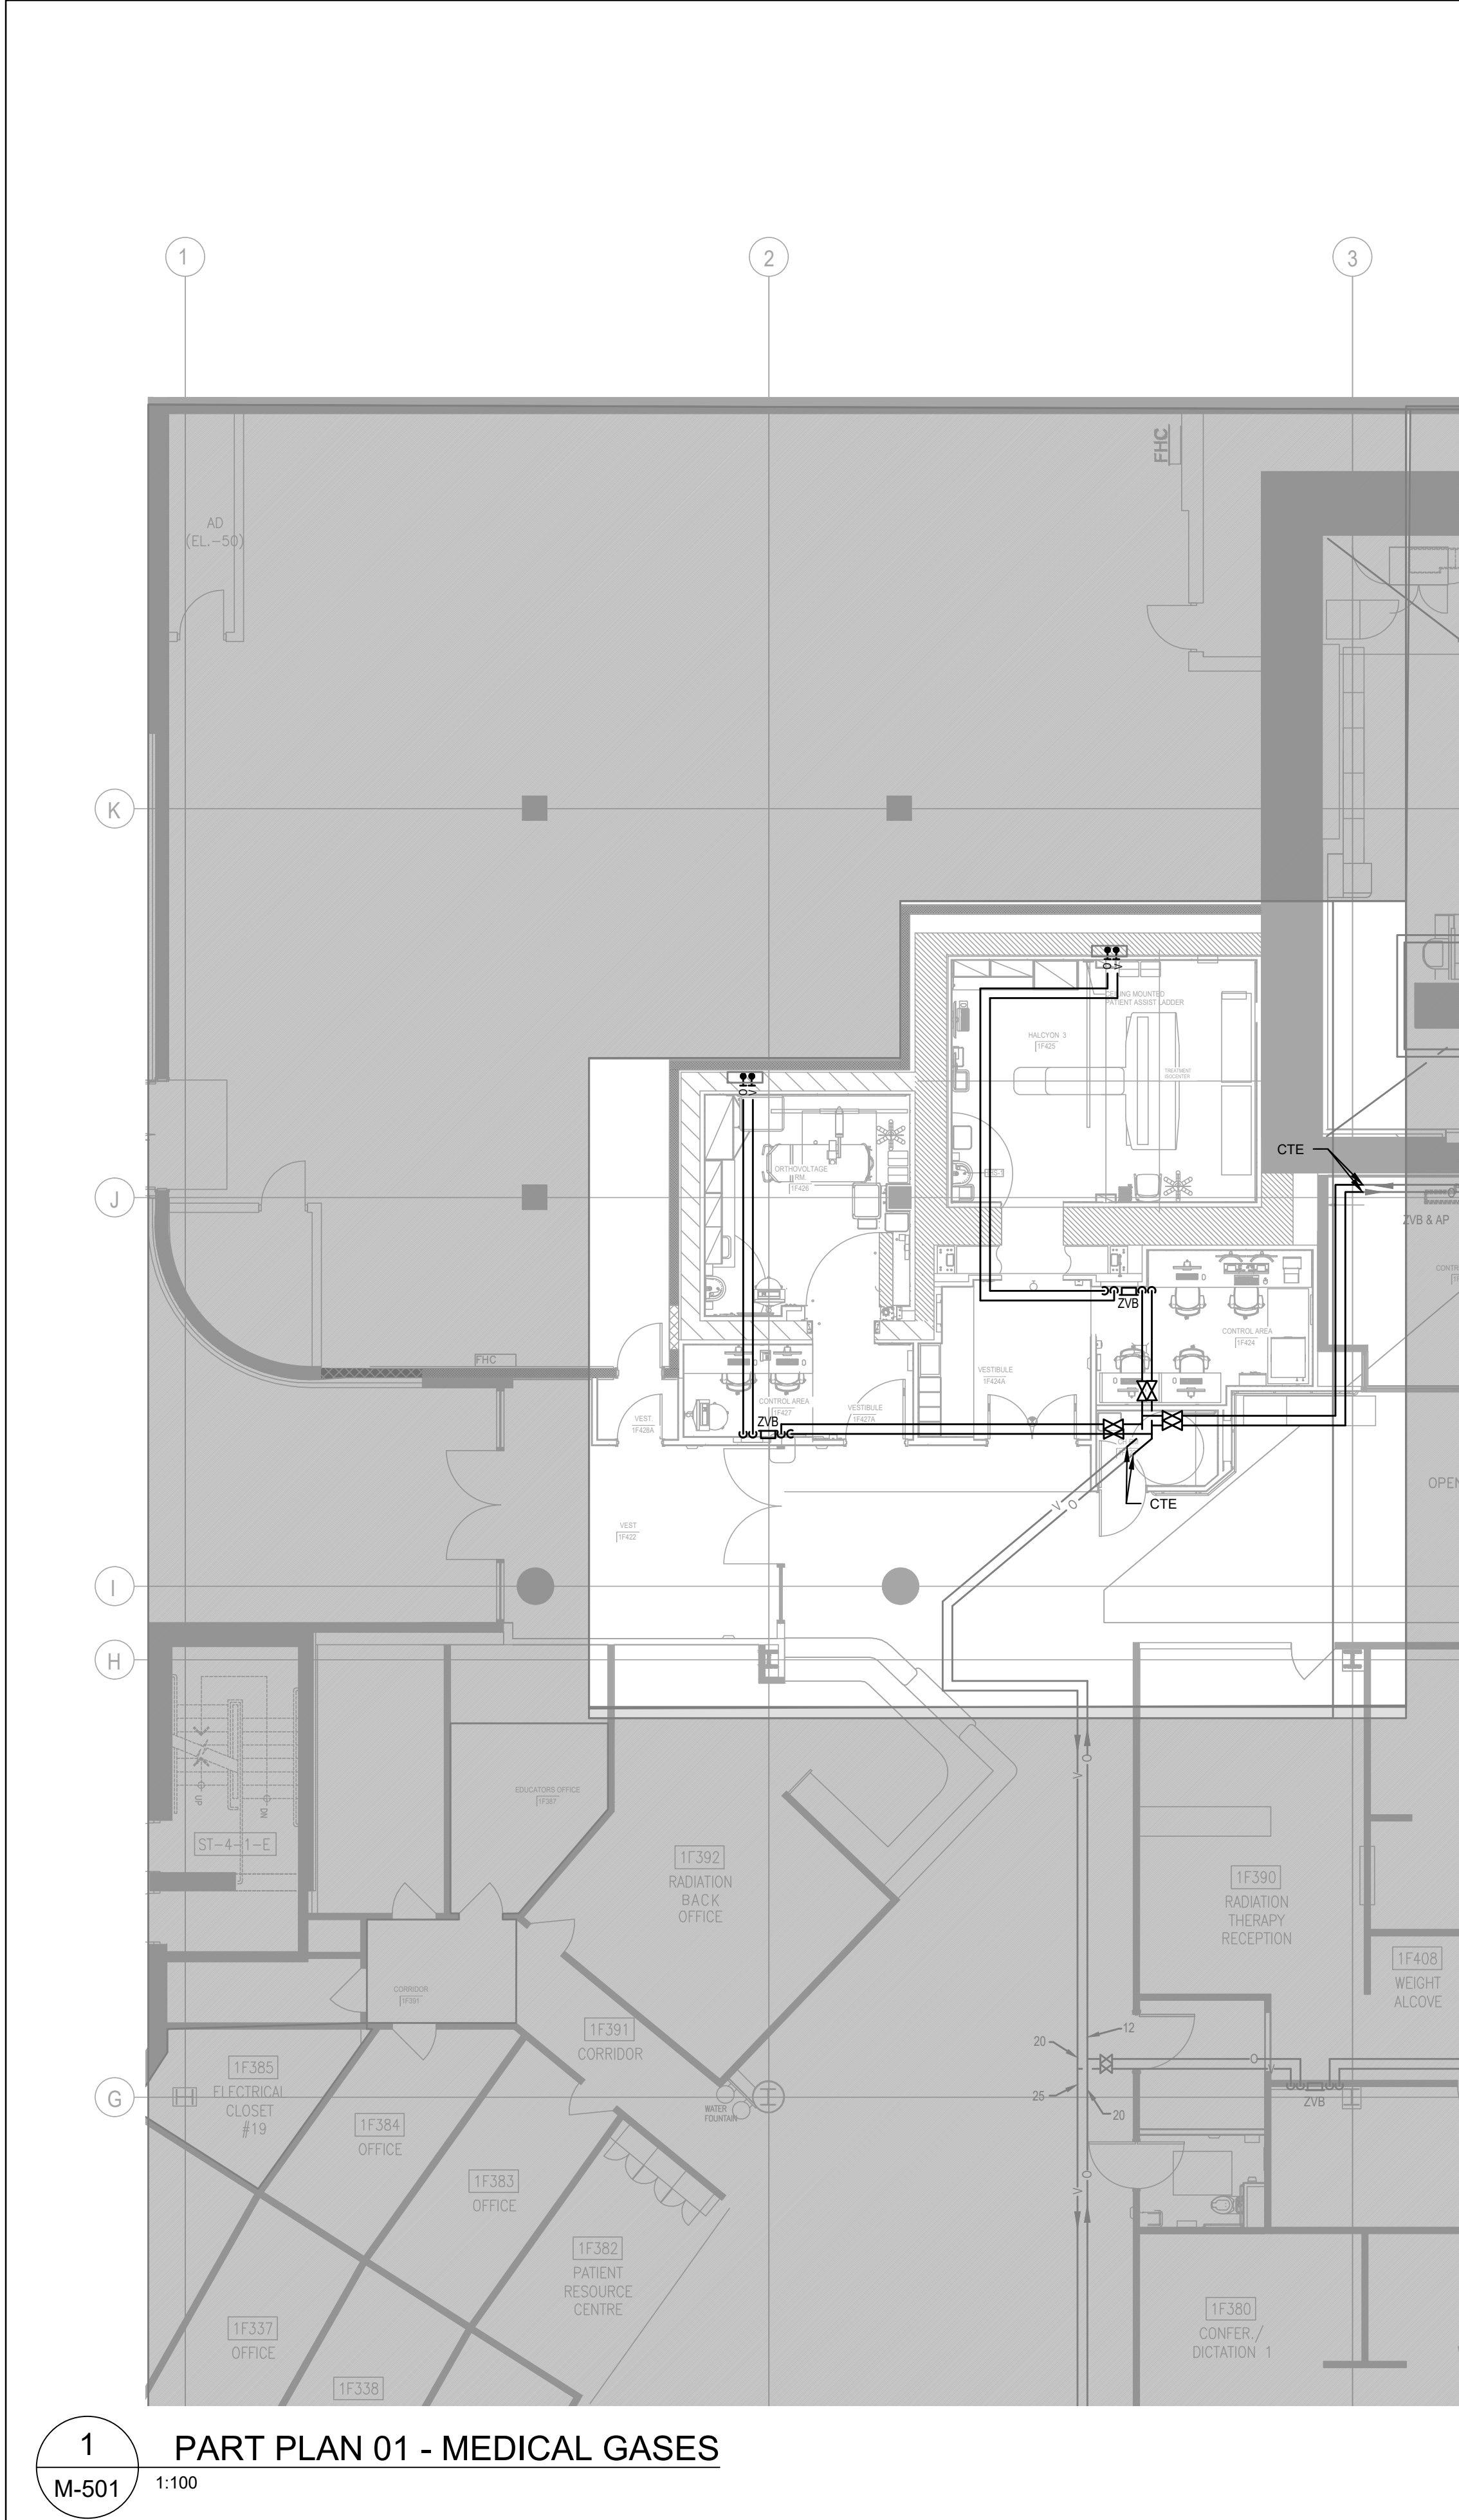 1
2
3
FHC
AD
(EL.-50)
K
O
V
CEILING MOUNTED
PATIENT ASSIST LADDER
HALCYON 3
1F425
TREATMENT
ISOCENTER
O
V
CTE
ORTHOVOLTAGE
RM.
1F426
J
ZVB & AP
ZVB
CONTROL AREA
1F424
FHC
VESTIBULE
1F424A
CONTROL AREA
1F427
VESTIBULE
1F427A
VEST.
1F428A
ZVB
OPEN
V
O
CTE
VEST
1F422
I
H
O
V
EDUCATORS OFFICE
1F387
UP
DN
ST-4-1-E
1F392
RADIATION
BACK
OFFICE
1F390
RADIATION
THERAPY
RECEPTION
1F408
WEIGHT
ALCOVE
CORRIDOR
1F391
1F391
CORRIDOR
12
20
O
V
1F385
ELECTRICAL
CLOSET
#19
G
25
20
ZVB
WATER
FOUNTAIN
1F384
OFFICE
1F383
OFFICE
O
V
1F382
PATIENT
RESOURCE
CENTRE
1F380
CONFER./
DICTATION 1
1F337
OFFICE
1F338
1
M-501
PART PLAN 01 - MEDICAL GASES
1:100